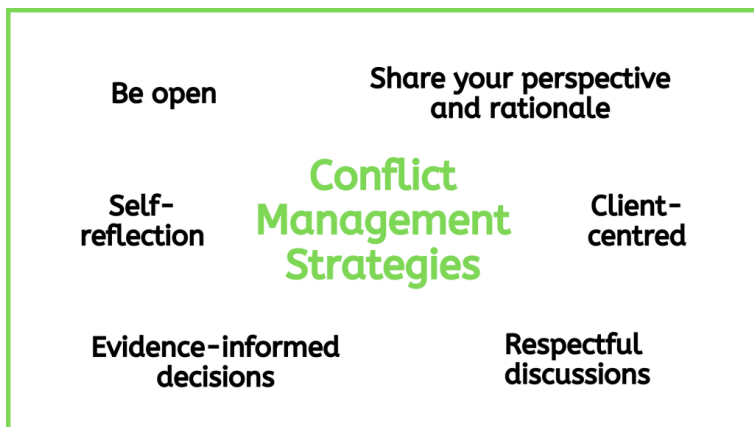 Be open
Share your perspective
and rationale
Conflict
Management
Strategies
Self-
reflection
Client-
centred
Evidence-informed
decisions
Respectful
discussions